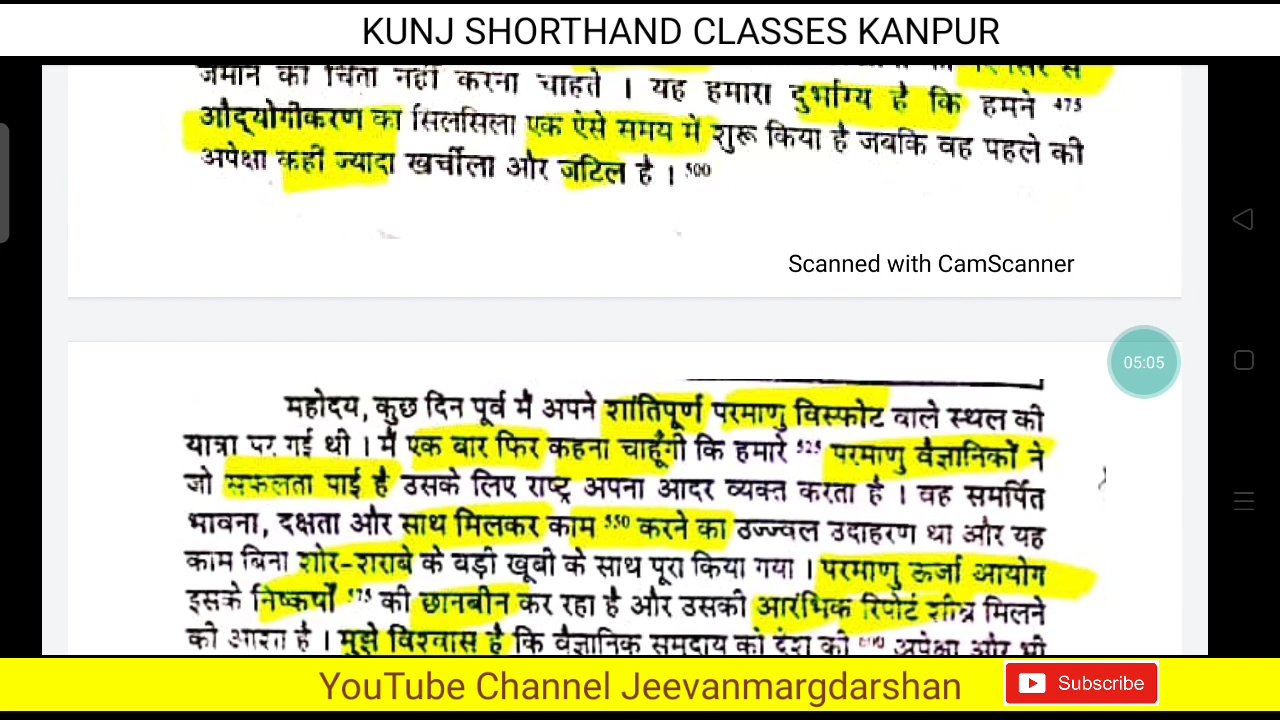 KUNJ SHORTHAND CLASSES KANPUR
जमाने की चिंता नहीं करना चाहते । यह हमारा दुर्भाग्य है कि हमने 475
औद्योगीकरण का सिलसिला एक ऐसे समय में शुरू किया है जबकि वह पहले की
अपेक्षा कहीं ज्यादा खर्चीला और जटिल है । 500
Scanned with CamScanner
05:05
महोदय, कुछ दिन पूर्व मैं अपने शांतिपूर्ण परमाणु विस्फोट वाले स्थल की
यात्रा पर गई थी । मैं एक बार फिर कहना चाहूँगी कि हमारे 525 परमाणु वैज्ञानिकों ने
जो सफलता पाई है उसके लिए राष्ट्र अपना आदर व्यक्त करता है । वह समर्पित
भावना, दक्षता और साथ मिलकर काम 550 करने का उज्ज्वल उदाहरण था और यह
काम बिना शोर-शराबे के बड़ी खूबी के साथ पूरा किया गया । परमाणु ऊर्जा आयोग
इसके निष्कर्षों 575 की छानबीन कर रहा है और उसकी आरंभिक रिपोर्ट शीघ्र मिलने
की आशा है । मुझे विश्वास है कि वैज्ञानिक समुदाय को देश की 600 अपेक्षा और भी
YouTube Channel Jeevanmargdarshan
Subscribe